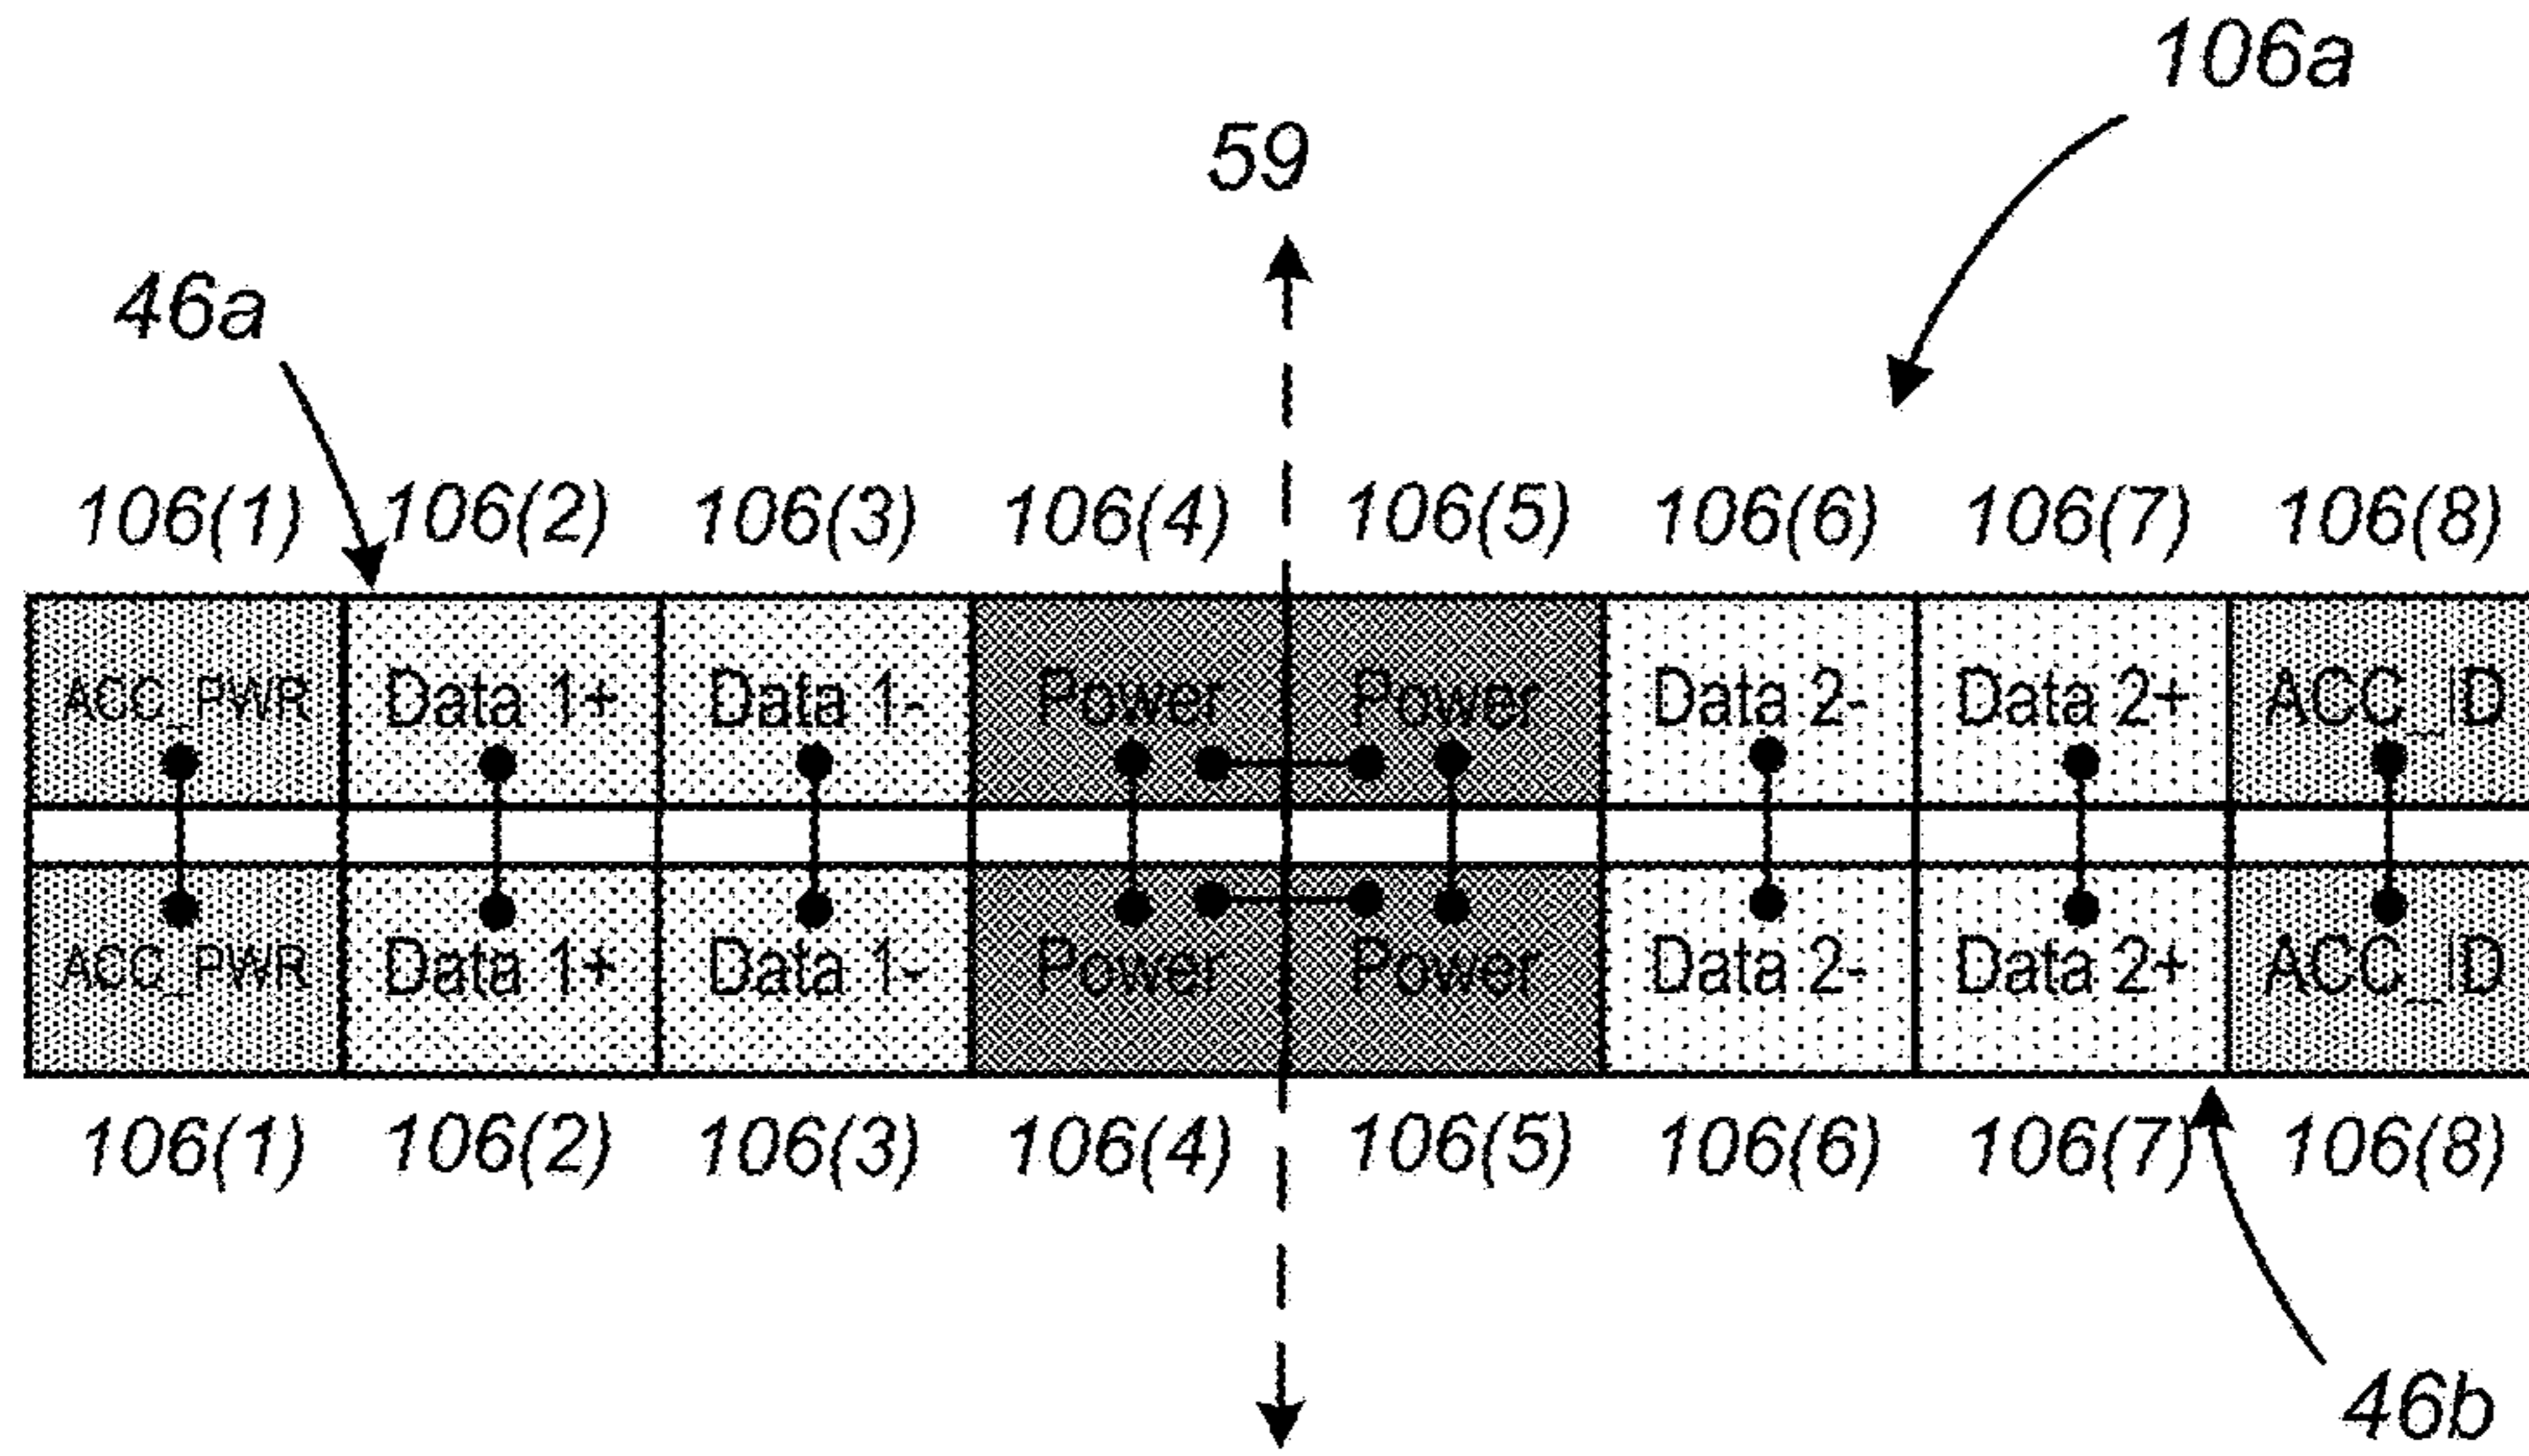 106a
59
46a
106(1) 106(2) 106(3) 106(4) 106(5) 106(6) 106(7) 106(8)
ACC_PWR Data 1+ Data 1- Power Power Data 2- Data 2+ ACC_ID
ACC_PWR Data 1+ Data 1- Power Power Data 2- Data 2+ ACC_ID
106(1) 106(2) 106(3) 106(4) 106(5) 106(6) 106(7) 106(8)
46b